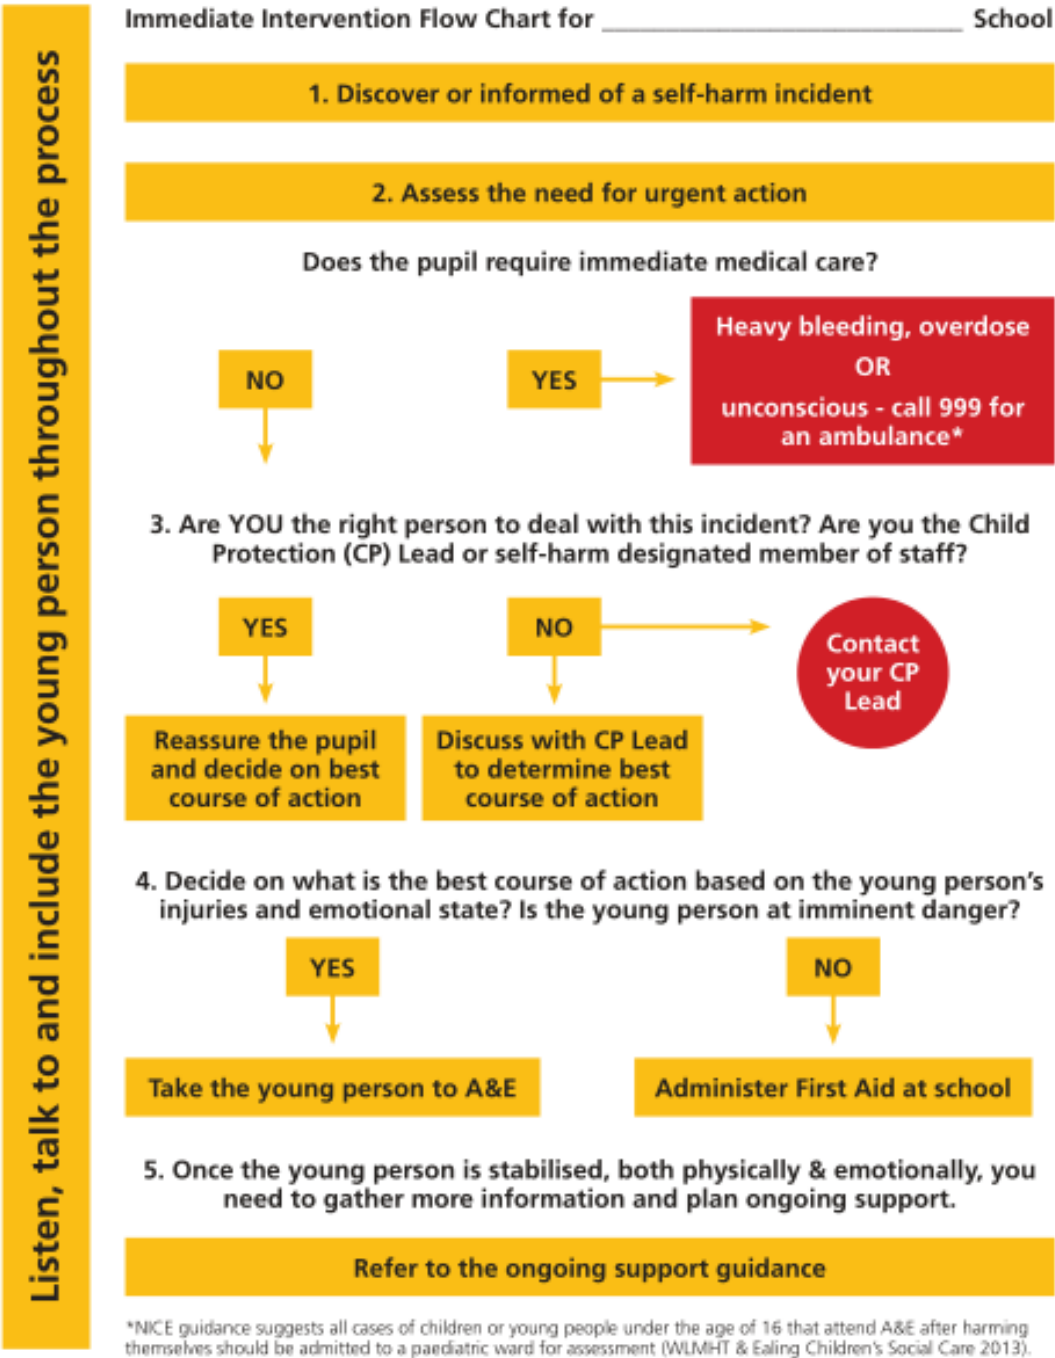 Listen, talk to and include the young person throughout the process
Immediate Intervention Flow Chart for ______________________________ School
1. Discover or informed of a self-harm incident
2. Assess the need for urgent action
Does the pupil require immediate medical care?
NO
YES
Heavy bleeding, overdose
OR
unconscious - call 999 for
an ambulance*
3. Are YOU the right person to deal with this incident? Are you the Child
Protection (CP) Lead or self-harm designated member of staff?
YES
NO
Contact
your CP
Lead
Reassure the pupil
and decide on best
course of action
Discuss with CP Lead
to determine best
course of action
4. Decide on what is the best course of action based on the young person's
injuries and emotional state? Is the young person at imminent danger?
YES
NO
Take the young person to A&E
Administer First Aid at school
5. Once the young person is stabilised, both physically & emotionally, you
need to gather more information and plan ongoing support.
Refer to the ongoing support guidance
*NICE guidance suggests all cases of children or young people under the age of 16 that attend A&E after harming
themselves should be admitted to a paediatric ward for assessment (WLMHT & Ealing Children's Social Care 2013).